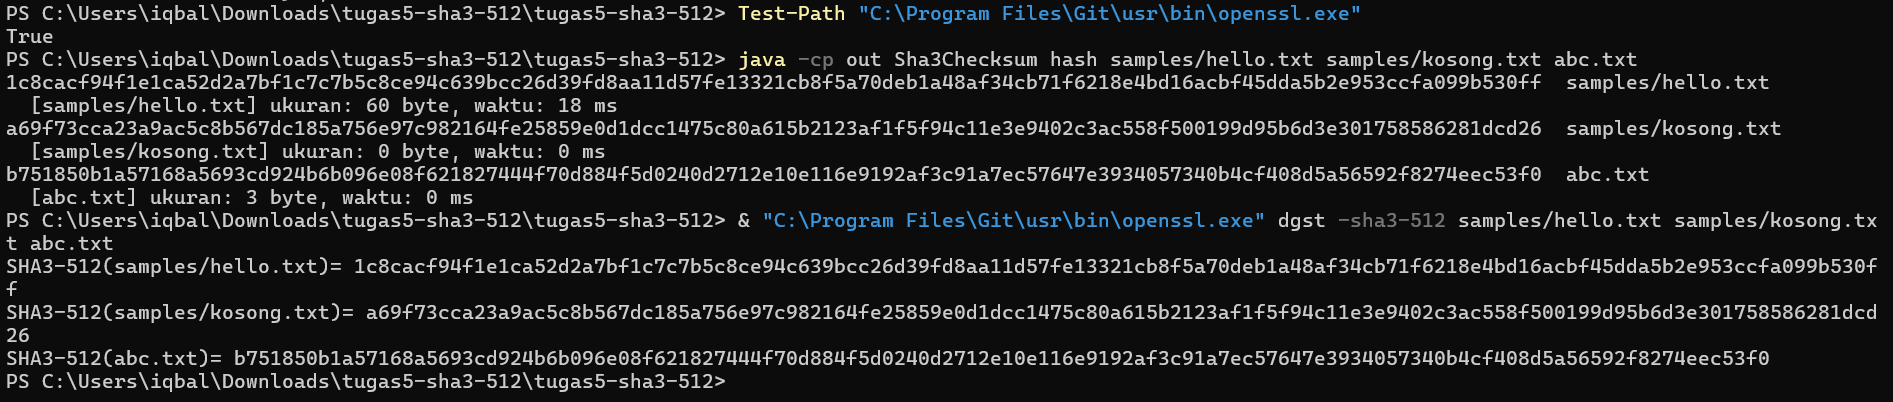 PS C:\Users\iqbal\Downloads\tugas5-sha3-512\tugas5-sha3-512> Test-Path "C:\Program Files\Git\usr\bin\openssl.exe"
True
PS C:\Users\iqbal\Downloads\tugas5-sha3-512\tugas5-sha3-512> java -cp out Sha3Checksum hash samples/hello.txt samples/kosong.txt abc.txt
1c8cacf94f1e1ca52d2a7bf1c7c7b5c8ce94c639bcc26d39fd8aa11d57fe13321cb8f5a70deb1a48af34cb71f6218e4bd16acbf45dda5b2e953ccfa099b530ff  samples/hello.txt
  [samples/hello.txt] ukuran: 60 byte, waktu: 18 ms
a69f73cca23a9ac5c8b567dc185a756e97c982164fe25859e0d1dcc1475c80a615b2123af1f5f94c11e3e9402c3ac558f500199d95b6d3e301758586281dcd26  samples/kosong.txt
  [samples/kosong.txt] ukuran: 0 byte, waktu: 0 ms
b751850b1a57168a5693cd924b6b096e08f621827444f70d884f5d0240d2712e10e116e9192af3c91a7ec57647e3934057340b4cf408d5a56592f8274eec53f0  abc.txt
  [abc.txt] ukuran: 3 byte, waktu: 0 ms
PS C:\Users\iqbal\Downloads\tugas5-sha3-512\tugas5-sha3-512> & "C:\Program Files\Git\usr\bin\openssl.exe" dgst -sha3-512 samples/hello.txt samples/kosong.tx
t abc.txt
SHA3-512(samples/hello.txt)= 1c8cacf94f1e1ca52d2a7bf1c7c7b5c8ce94c639bcc26d39fd8aa11d57fe13321cb8f5a70deb1a48af34cb71f6218e4bd16acbf45dda5b2e953ccfa099b530f
f
SHA3-512(samples/kosong.txt)= a69f73cca23a9ac5c8b567dc185a756e97c982164fe25859e0d1dcc1475c80a615b2123af1f5f94c11e3e9402c3ac558f500199d95b6d3e301758586281dcd
26
SHA3-512(abc.txt)= b751850b1a57168a5693cd924b6b096e08f621827444f70d884f5d0240d2712e10e116e9192af3c91a7ec57647e3934057340b4cf408d5a56592f8274eec53f0
PS C:\Users\iqbal\Downloads\tugas5-sha3-512\tugas5-sha3-512>